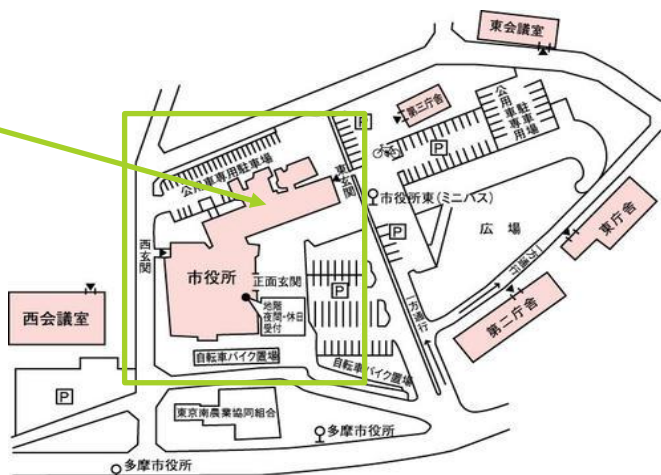 東会議室
公用車専用駐車場
第三庁舎
P
P
公用車専用駐車場
東玄関
市役所東(ミニバス)
P
広場
東庁舎
一方通行
西玄関
市役所
正面玄関
P
地階
夜間・休日
受付
一方通行
第二庁舎
西会議室
自転車バイク置場
自転車バイク置場
P
東京南農業協同組合
多摩市役所
多摩市役所